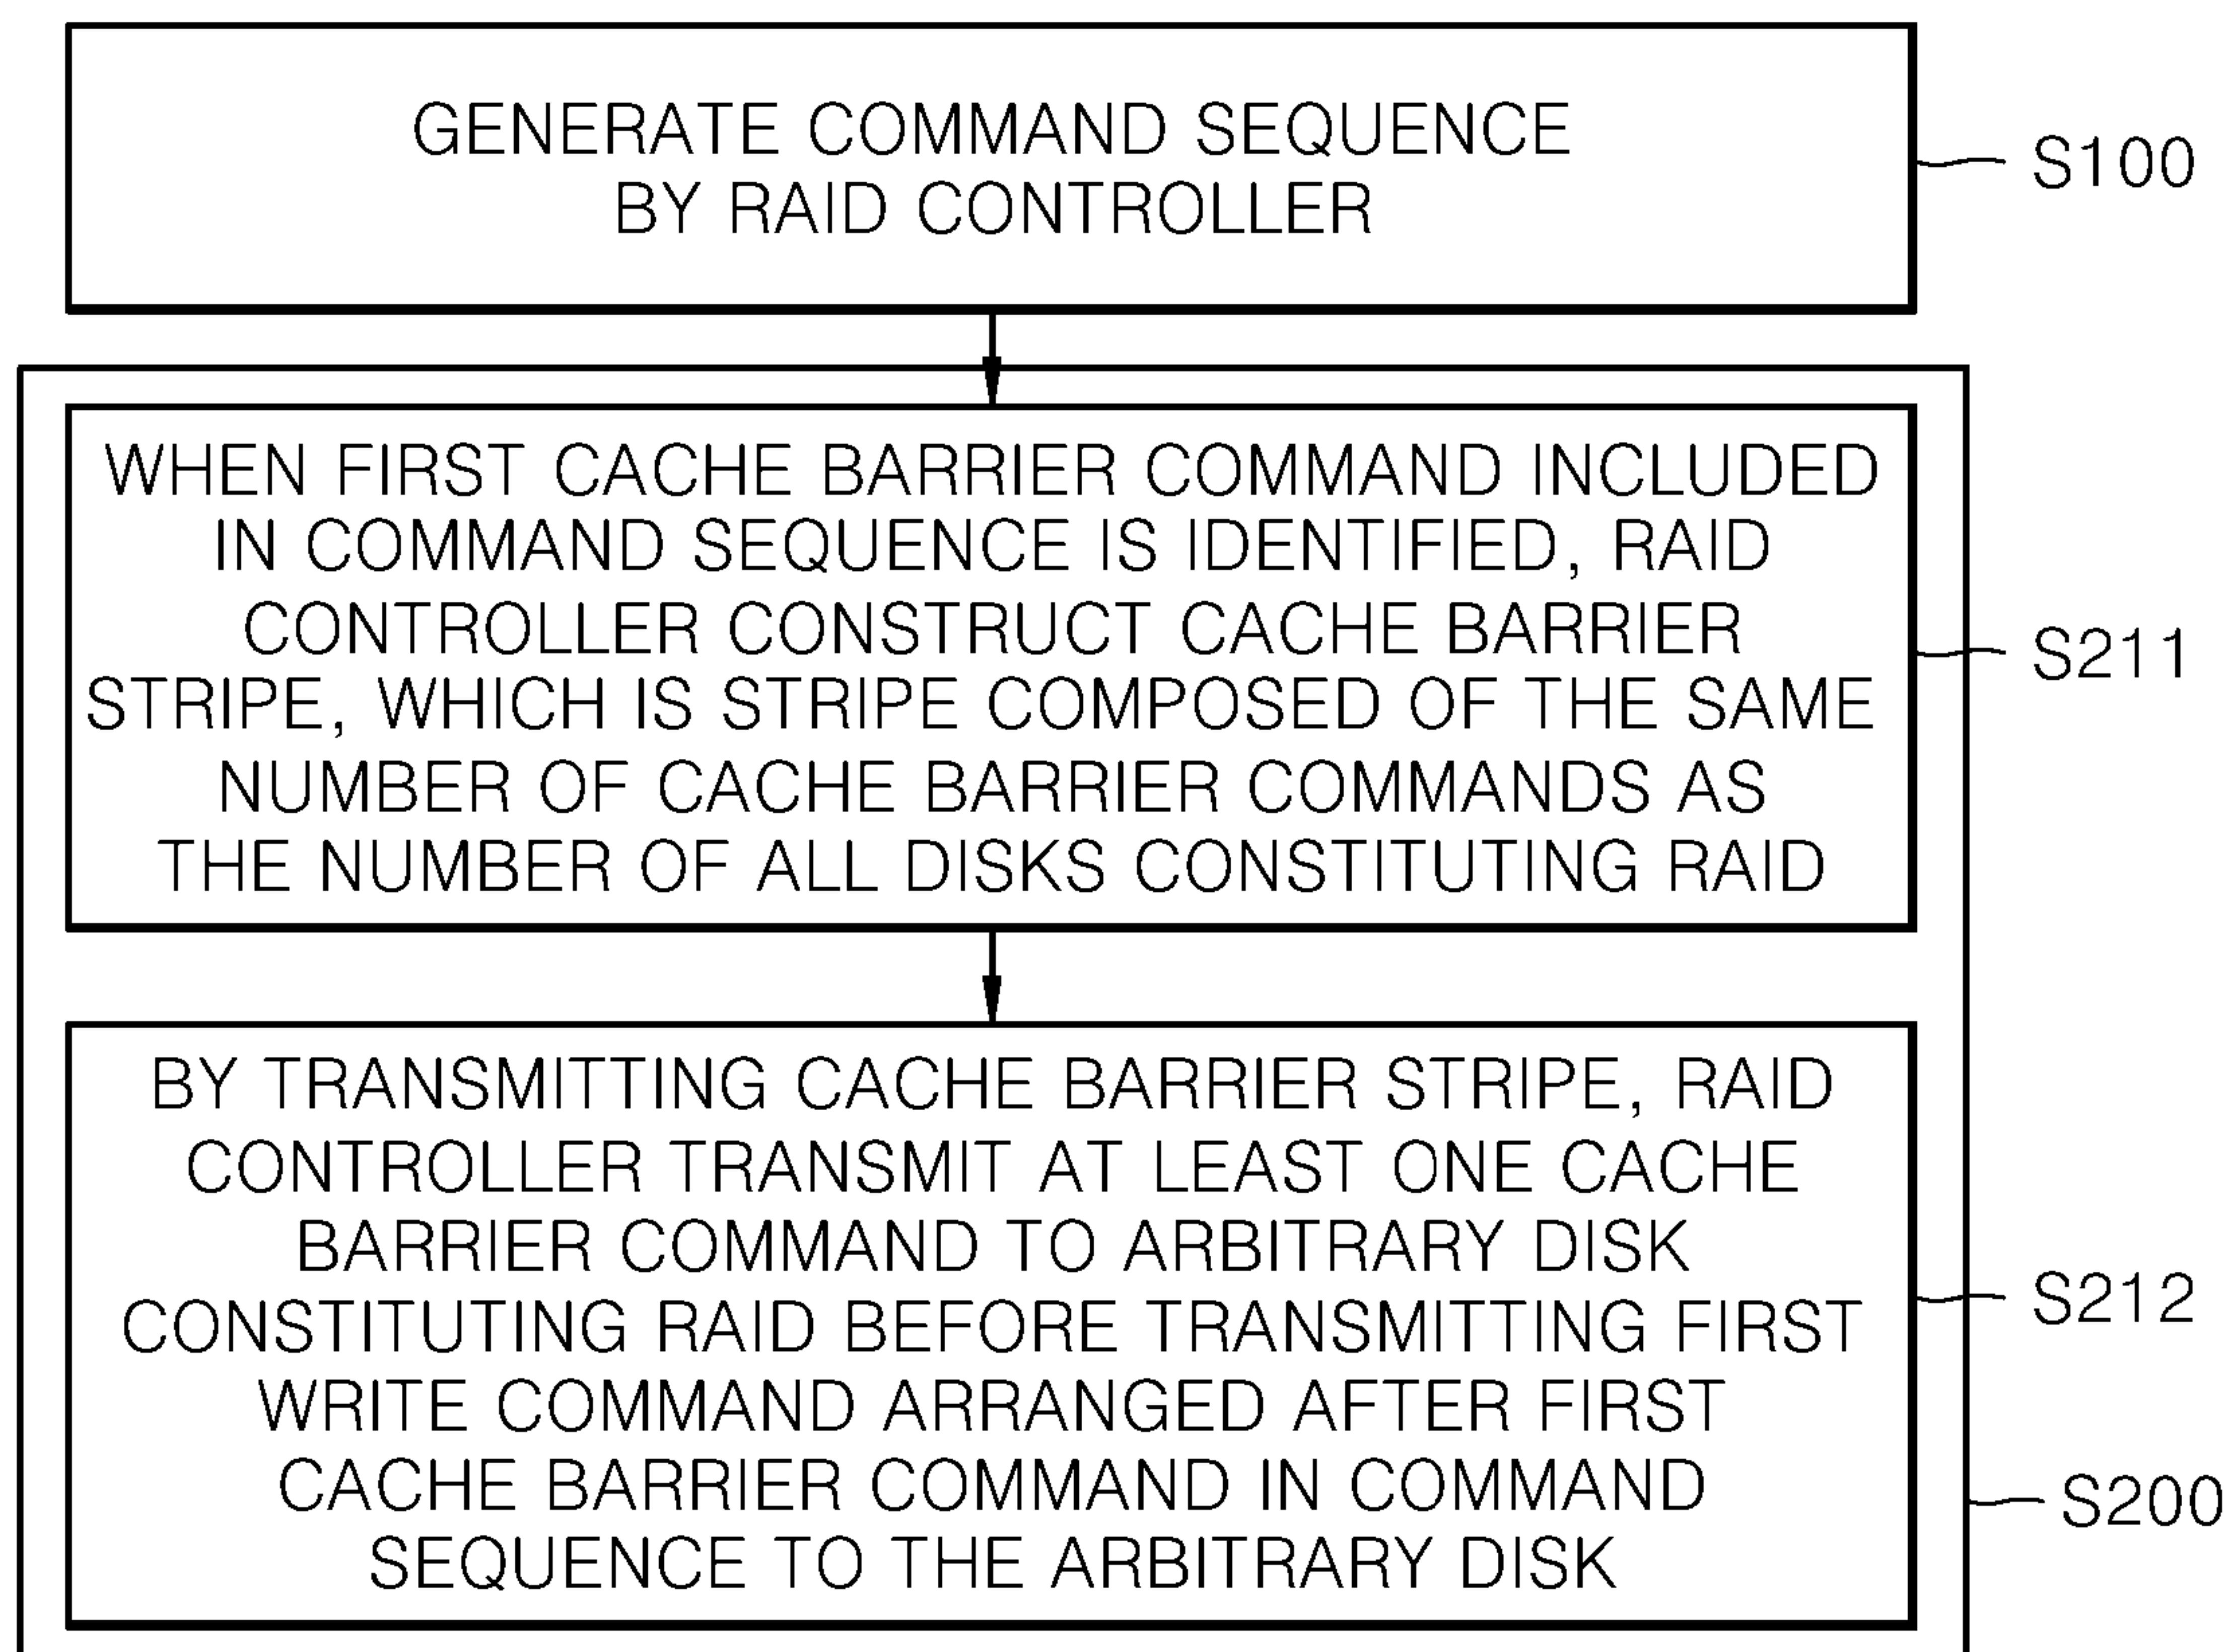 GENERATE COMMAND SEQUENCE
BY RAID CONTROLLER
S100
WHEN FIRST CACHE BARRIER COMMAND INCLUDED
IN COMMAND SEQUENCE IS IDENTIFIED, RAID
CONTROLLER CONSTRUCT CACHE BARRIER
STRIPE, WHICH IS STRIPE COMPOSED OF THE SAME
NUMBER OF CACHE BARRIER COMMANDS AS
THE NUMBER OF ALL DISKS CONSTITUTING RAID
S211
BY TRANSMITTING CACHE BARRIER STRIPE, RAID
CONTROLLER TRANSMIT AT LEAST ONE CACHE
BARRIER COMMAND TO ARBITRARY DISK
CONSTITUTING RAID BEFORE TRANSMITTING FIRST
WRITE COMMAND ARRANGED AFTER FIRST
CACHE BARRIER COMMAND IN COMMAND
SEQUENCE TO THE ARBITRARY DISK
S212
S200